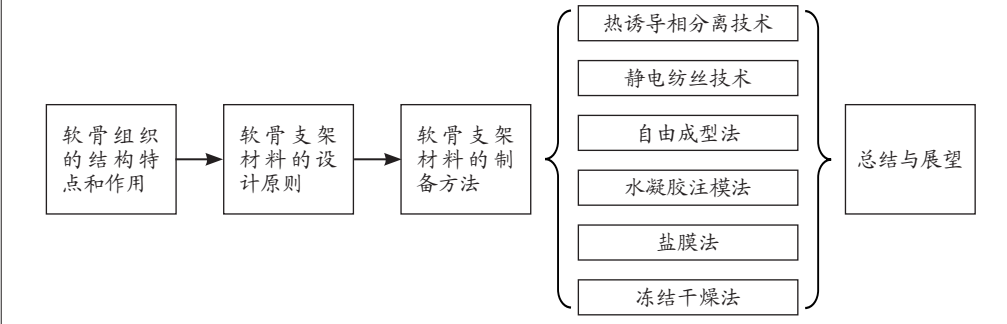 软骨组织
的结构特
点和作用
软骨支架
材料的设
计原则
软骨支架
材料的制
备方法
热诱导相分离技术
静电纺丝技术
自由成型法
水凝胶注模法
盐膜法
冻结干燥法
总结与展望